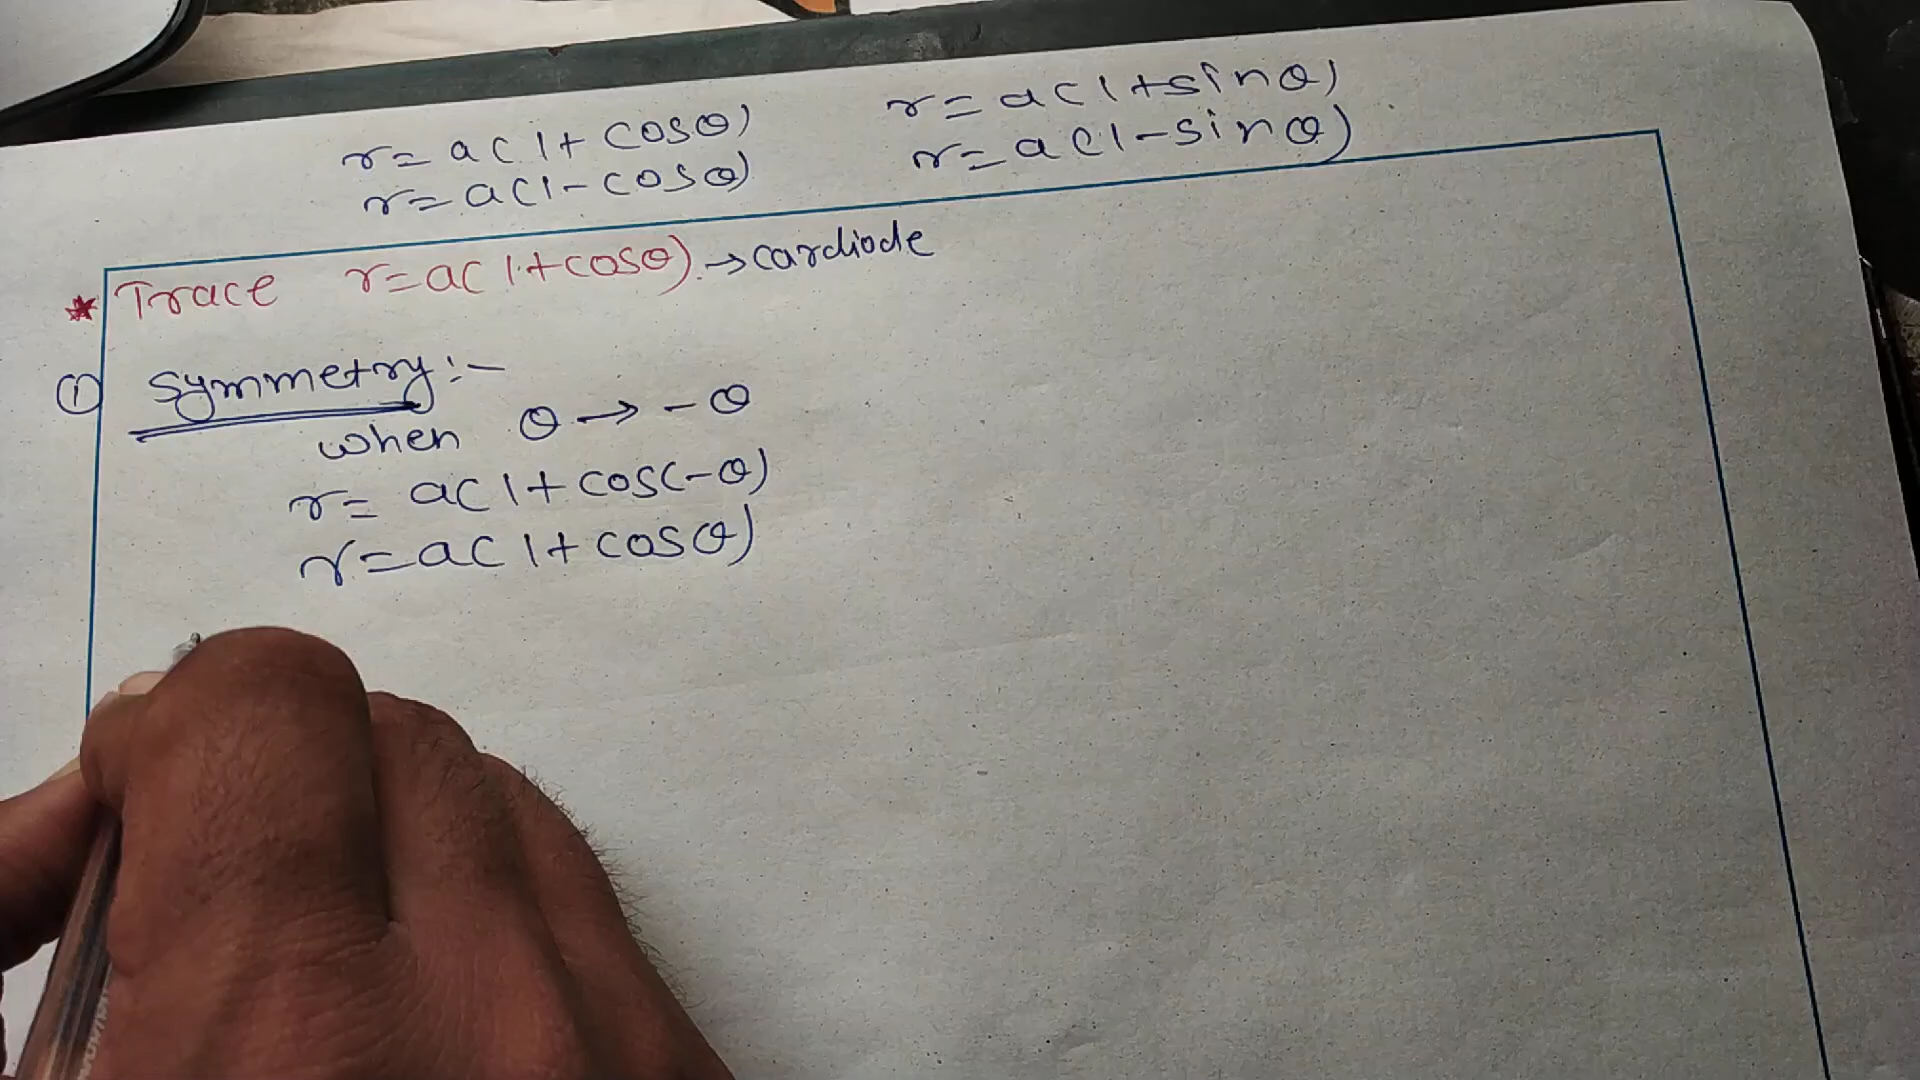 r = a(1 + cosθ)
r = a(1 - cosθ)
r = a(1 + sinθ)
r = a(1 - sinθ)
* Trace r = a(1 + cosθ). → cardiode
① Symmetry :-
when θ → -θ
r = a(1 + cos(-θ)
r = a(1 + cosθ)